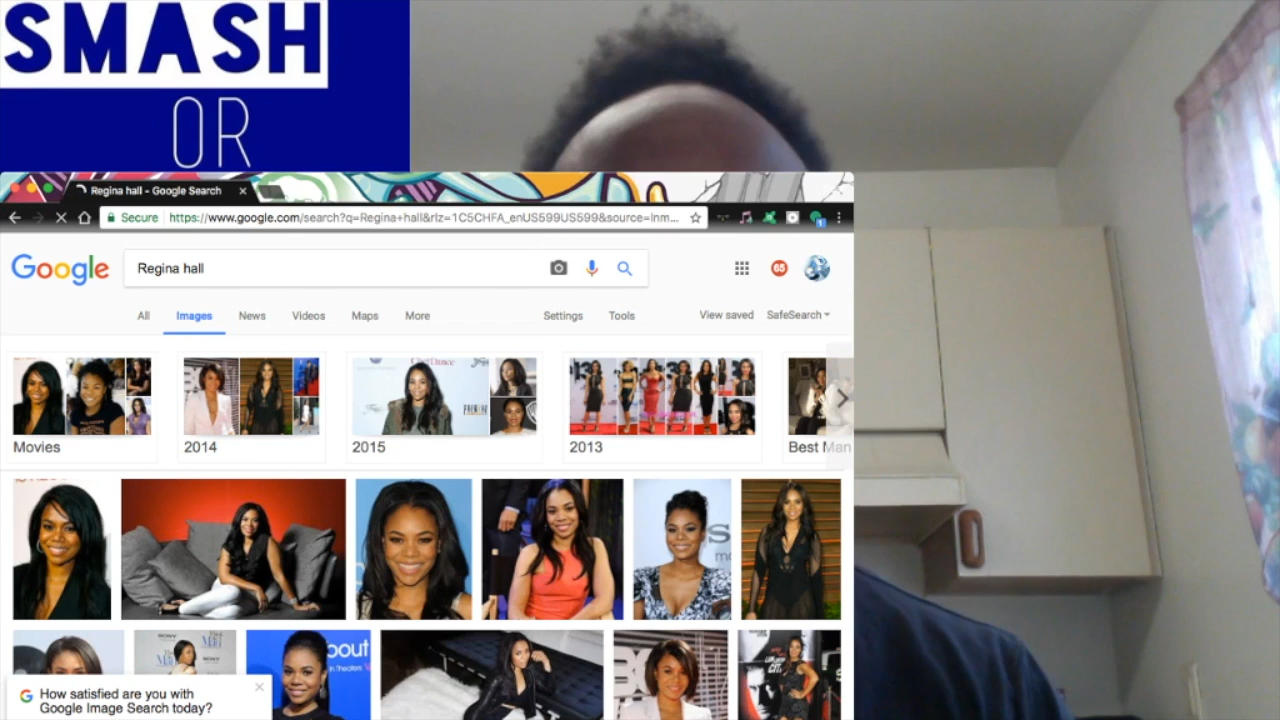 SMASH
OR
Regina hall - Google Search
Secure https://www.google.com/search?q=Regina+hall&rlz=1C5CHFA_enUS599US599&source=lnm...
Google
Regina hall
65
All Images News Videos Maps More Settings Tools View saved SafeSearch
Movies 2014 2015 2013 Best Man
How satisfied are you with
Google Image Search today?